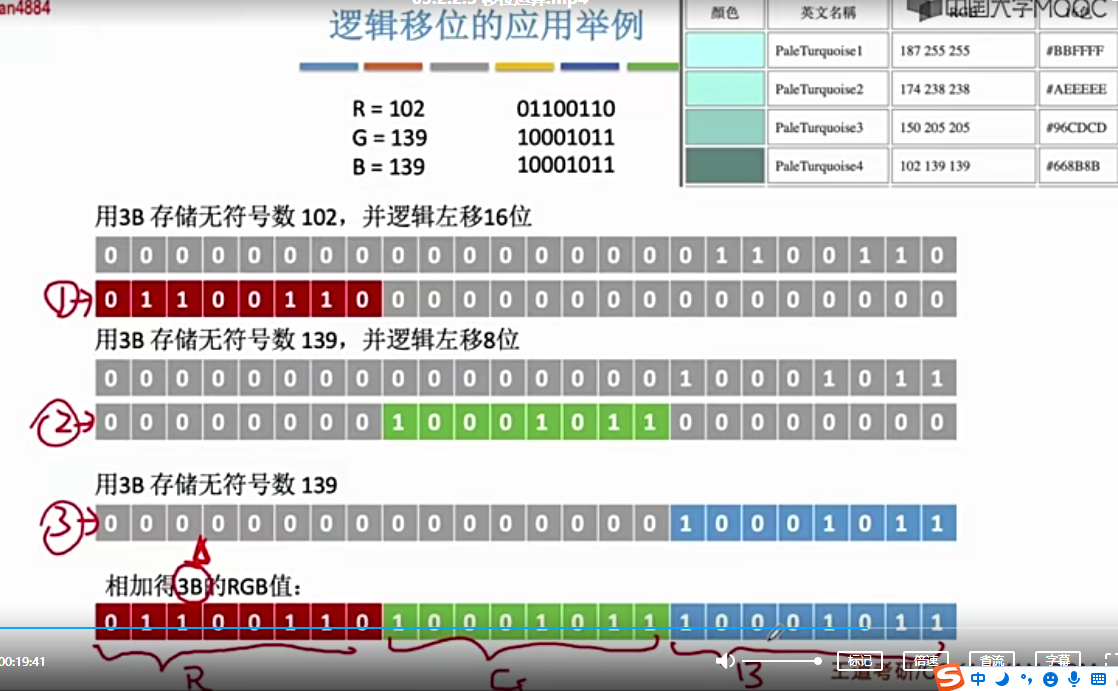 an4884
逻辑移位的应用举例
顏色 英文名稱 RGB
中国大学MOOC
PaleTurquoise1 187 255 255 #BBFFFF
PaleTurquoise2 174 238 238 #AEEEEE
PaleTurquoise3 150 205 205 #96CDCD
PaleTurquoise4 102 139 139 #668B8B
R = 102 01100110
G = 139 10001011
B = 139 10001011
用3B 存储无符号数 102，并逻辑左移16位
0 0 0 0 0 0 0 0 0 0 0 0 0 0 0 0 0 1 1 0 0 1 1 0
① 0 1 1 0 0 1 1 0 0 0 0 0 0 0 0 0 0 0 0 0 0 0 0 0
用3B 存储无符号数 139，并逻辑左移8位
0 0 0 0 0 0 0 0 0 0 0 0 0 0 0 0 1 0 0 0 1 0 1 1
② 0 0 0 0 0 0 0 0 1 0 0 0 1 0 1 1 0 0 0 0 0 0 0 0
用3B 存储无符号数 139
③ 0 0 0 0 0 0 0 0 0 0 0 0 0 0 0 0 1 0 0 0 1 0 1 1
相加得3B的RGB值：
0 1 1 0 0 1 1 0 1 0 0 0 1 0 1 1 1 0 0 0 1 0 1 1
R G B
00:19:41 标记 倍速 查流 字幕
王道考研/C
中